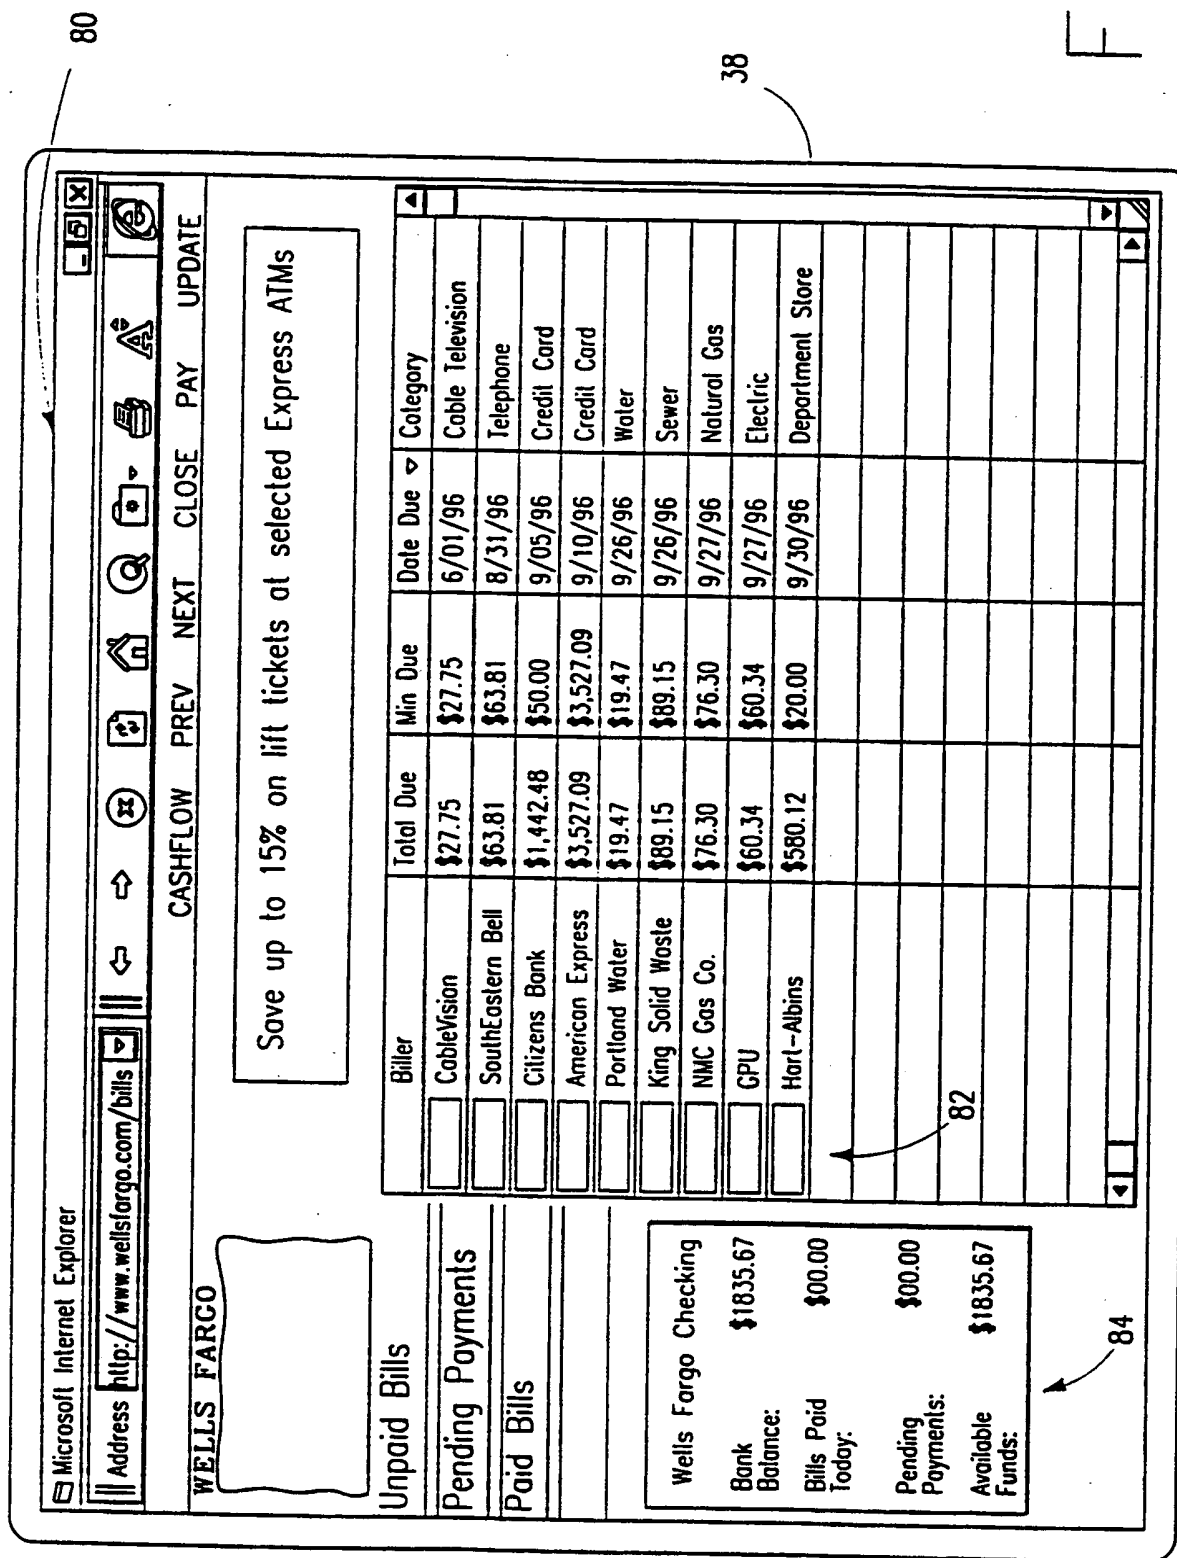 80
Microsoft Internet Explorer
Address http://www.wellsfargo.com/bills
CASHFLOW PREV NEXT CLOSE PAY UPDATE
WELLS FARGO
Save up to 15% on lift tickets at selected Express ATMs
Unpaid Bills
Pending Payments
Paid Bills
Biller Total Due Min Due Date Due Category
CableVision $27.75 $27.75 6/01/96 Cable Television
SouthEastern Bell $63.81 $63.81 8/31/96 Telephone
Citizens Bank $1,442.48 $50.00 9/05/96 Credit Card
American Express $3,527.09 $3,527.09 9/10/96 Credit Card
Portland Water $19.47 $19.47 9/26/96 Water
King Solid Waste $89.15 $89.15 9/26/96 Sewer
NMC Gas Co. $76.30 $76.30 9/27/96 Natural Gas
GPU $60.34 $60.34 9/27/96 Electric
Hart-Albins $580.12 $20.00 9/30/96 Department Store
82
Wells Fargo Checking
Bank Balance: $1835.67
Bills Paid Today: $00.00
Pending Payments: $00.00
Available Funds: $1835.67
84
38
F